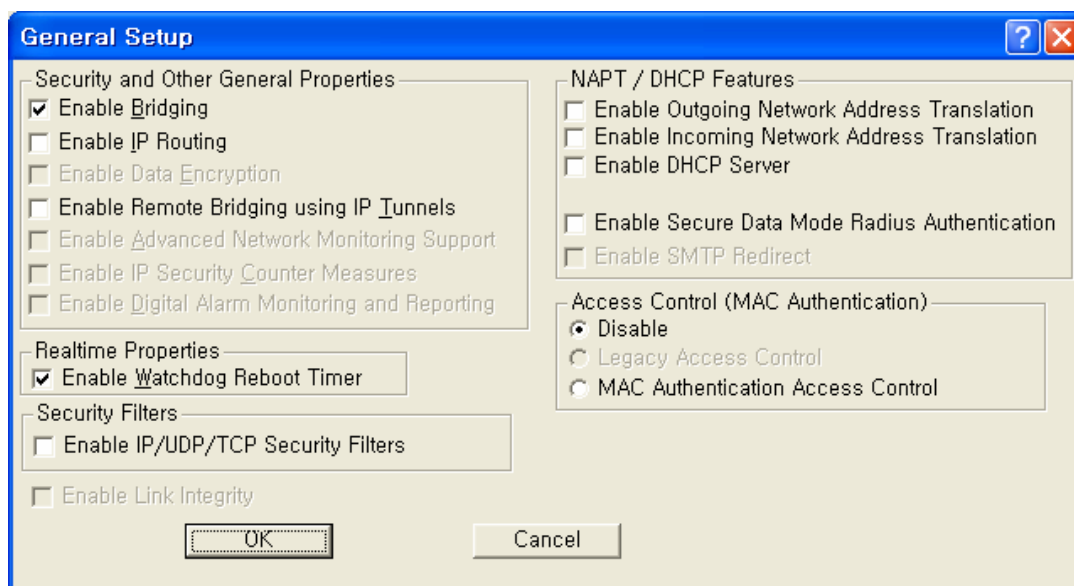 General Setup
Security and Other General Properties
Enable Bridging
Enable IP Routing
Enable Data Encryption
Enable Remote Bridging using IP Tunnels
Enable Advanced Network Monitoring Support
Enable IP Security Counter Measures
Enable Digital Alarm Monitoring and Reporting
Realtime Properties
Enable Watchdog Reboot Timer
Security Filters
Enable IP/UDP/TCP Security Filters
Enable Link Integrity
NAPT / DHCP Features
Enable Outgoing Network Address Translation
Enable Incoming Network Address Translation
Enable DHCP Server
Enable Secure Data Mode Radius Authentication
Enable SMTP Redirect
Access Control (MAC Authentication)
Disable
Legacy Access Control
MAC Authentication Access Control
OK
Cancel